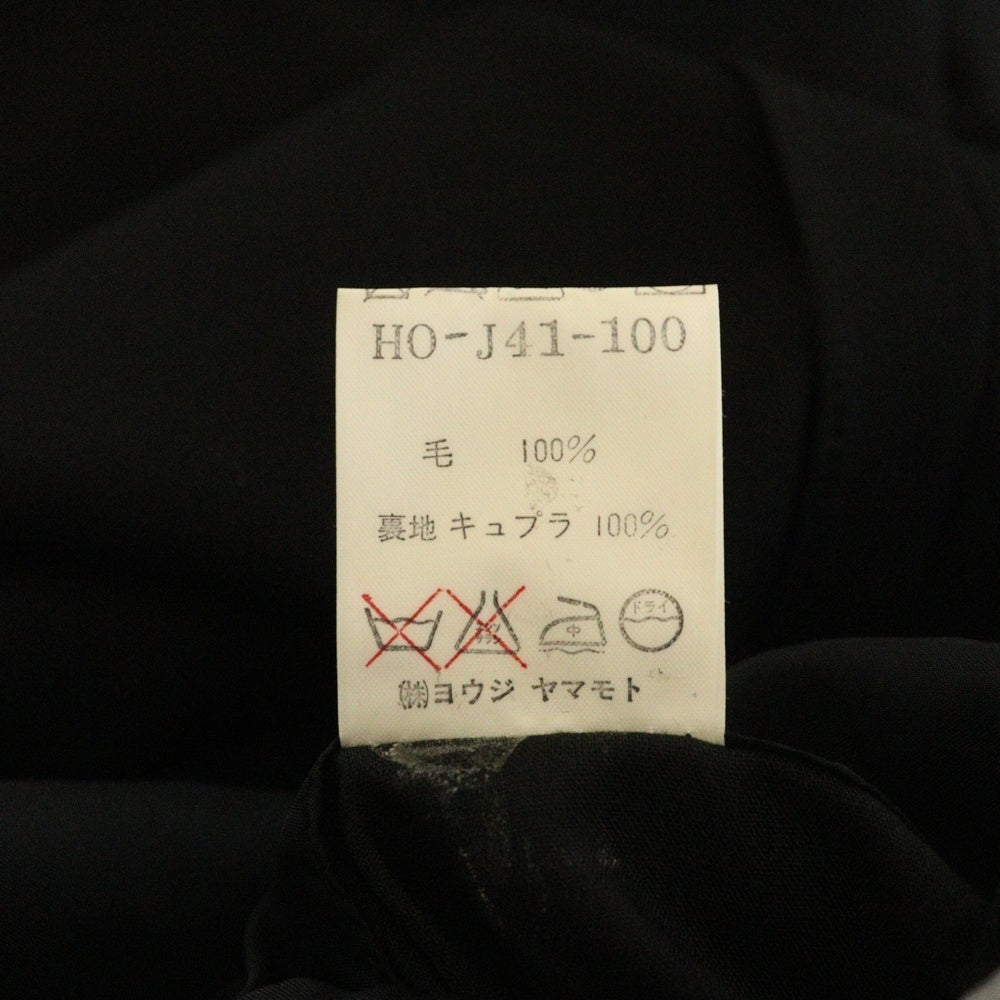 HO-J41-100
毛 100%
裏地 キュプラ 100%
中 ドライ
㈱ヨウジ ヤマモト